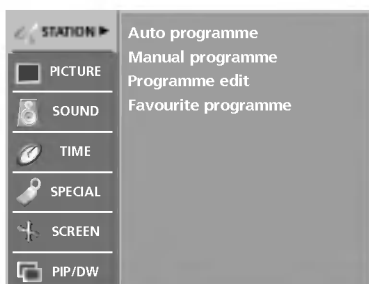 STATION ►
PICTURE
SOUND
TIME
SPECIAL
SCREEN
PIP/DW
Auto programme
Manual programme
Programme edit
Favourite programme